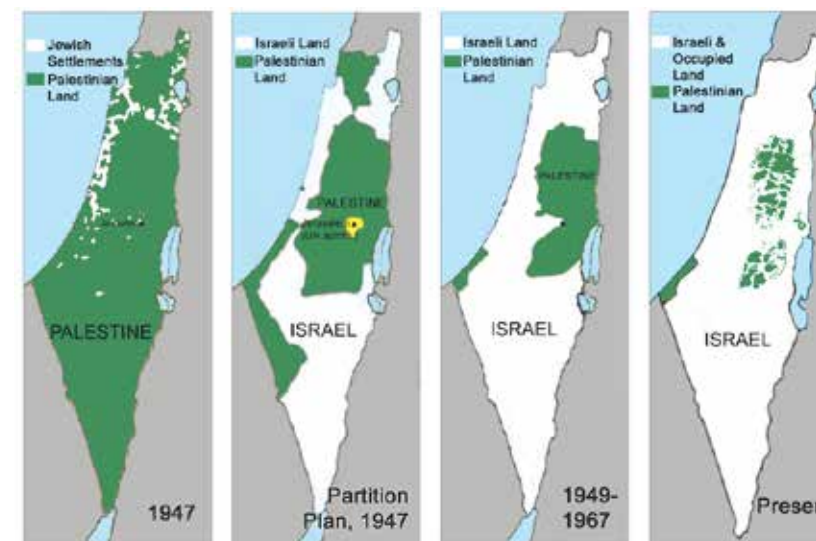 Jewish
Settlements
Palestinian
Land
PALESTINE
1947
Israeli Land
Palestinian
Land
PALESTINE
ISRAEL
Partition
Plan, 1947
Israeli Land
Palestinian
Land
PALESTINE
ISRAEL
1949-
1967
Israeli &
Occupied
Land
Palestinian
Land
ISRAEL
Presen